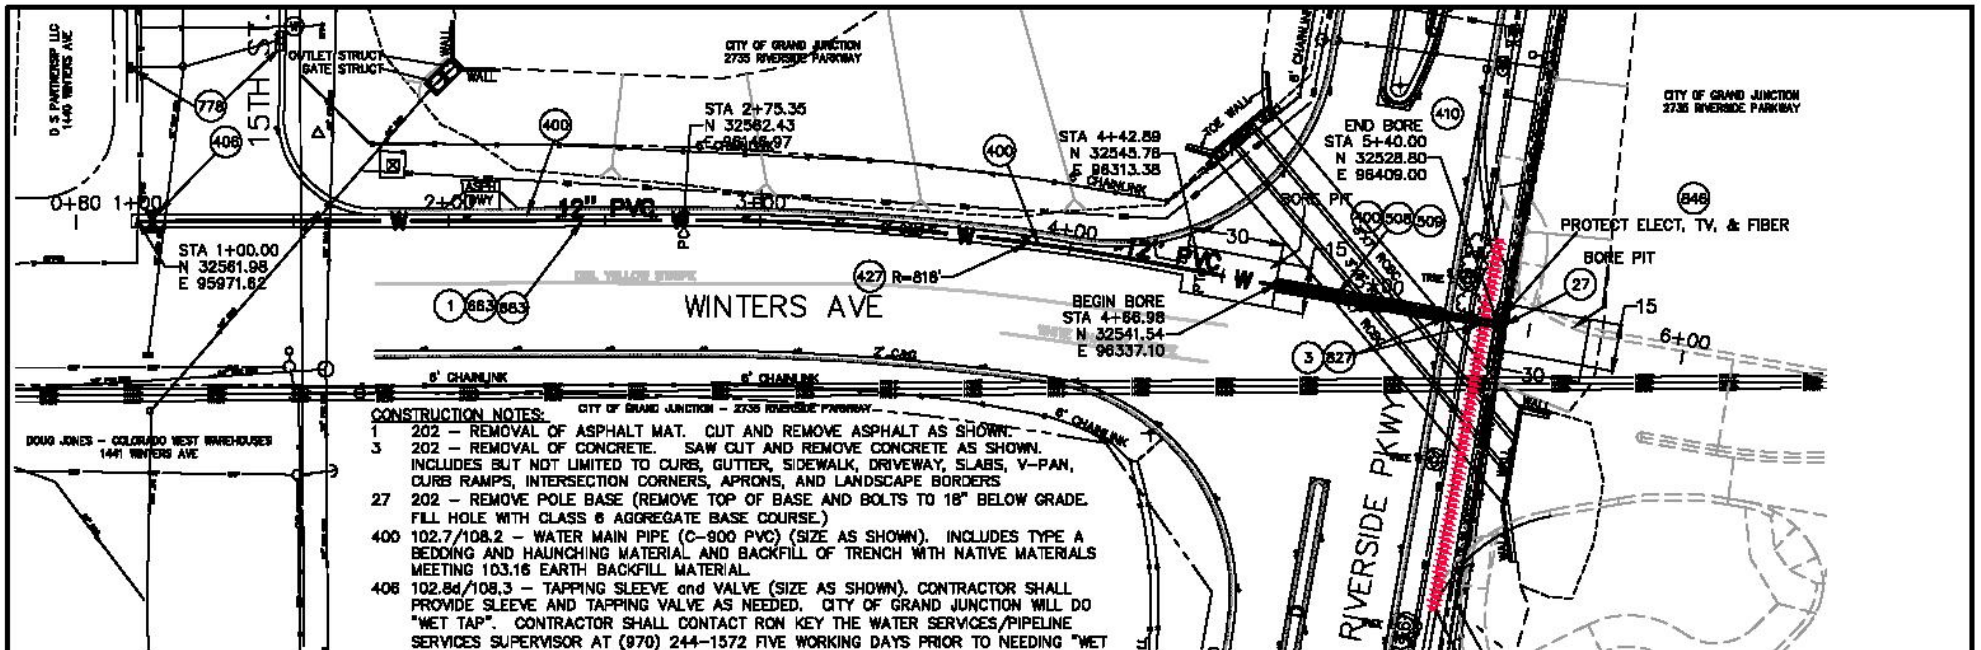 D S PARTNERSHIP LLC
1440 WINTERS AVE
15TH ST.
OUTLET STRUCT
GATE STRUCT
WALL
WALL
CITY OF GRAND JUNCTION
2735 RIVERSIDE PARKWAY
6' CHAINLINK
CITY OF GRAND JUNCTION
2735 RIVERSIDE PARKWAY
778
406
400
STA 2+75.35
N 32562.43
400
TOE WALL
STA 4+42.89
N 32545.78
E 96313.38
6' CHAINLINK
END BORE
STA 5+40.00
N 32528.80
E 96409.00
410
846
0+80 1+00
2+00
ASPH
DWY
12" PVC
3+00
4+00
W
W
12" PVC
W
30
15
BORE PIT
400 508 509
PROTECT ELECT, TV, & FIBER
BORE PIT
27
15
6+00
30
STA 1+00.00
N 32561.98
E 95971.62
1 663 683
427 R=818'
WINTERS AVE
BEGIN BORE
STA 4+66.98
N 32541.54
E 96337.10
3 827
2' C&G
6' CHAINLINK
6' CHAINLINK
6' CHAINLINK
WALL
WALL
WALL
RIVERSIDE PKWY
DOUG JONES – COLORADO WEST WAREHOUSES
1441 WINTERS AVE
CITY OF GRAND JUNCTION – 2735 RIVERSIDE PARKWAY
CONSTRUCTION NOTES:
1 202 – REMOVAL OF ASPHALT MAT. CUT AND REMOVE ASPHALT AS SHOWN.
3 202 – REMOVAL OF CONCRETE. SAW CUT AND REMOVE CONCRETE AS SHOWN.
INCLUDES BUT NOT LIMITED TO CURB, GUTTER, SIDEWALK, DRIVEWAY, SLABS, V-PAN,
CURB RAMPS, INTERSECTION CORNERS, APRONS, AND LANDSCAPE BORDERS
27 202 – REMOVE POLE BASE (REMOVE TOP OF BASE AND BOLTS TO 18" BELOW GRADE.
FILL HOLE WITH CLASS 6 AGGREGATE BASE COURSE.)
400 102.7/108.2 – WATER MAIN PIPE (C-900 PVC) (SIZE AS SHOWN). INCLUDES TYPE A
BEDDING AND HAUNCHING MATERIAL AND BACKFILL OF TRENCH WITH NATIVE MATERIALS
MEETING 103.16 EARTH BACKFILL MATERIAL.
406 102.8d/108.3 – TAPPING SLEEVE and VALVE (SIZE AS SHOWN). CONTRACTOR SHALL
PROVIDE SLEEVE AND TAPPING VALVE AS NEEDED. CITY OF GRAND JUNCTION WILL DO
"WET TAP". CONTRACTOR SHALL CONTACT RON KEY THE WATER SERVICES/PIPELINE
SERVICES SUPERVISOR AT (970) 244-1572 FIVE WORKING DAYS PRIOR TO NEEDING "WET